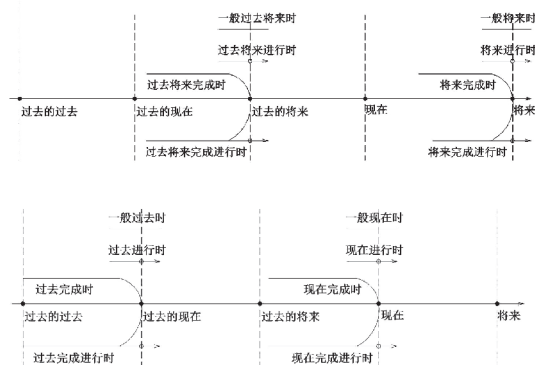 一般过去将来时 一般将来时
过去将来进行时 将来进行时
过去将来完成时 将来完成时
过去的过去 过去的现在 过去的将来 现在 将来
过去将来完成进行时 将来完成进行时
一般过去时 一般现在时
过去进行时 现在进行时
过去完成时 现在完成时
过去的过去 过去的现在 过去的将来 现在 将来
过去完成进行时 现在完成进行时